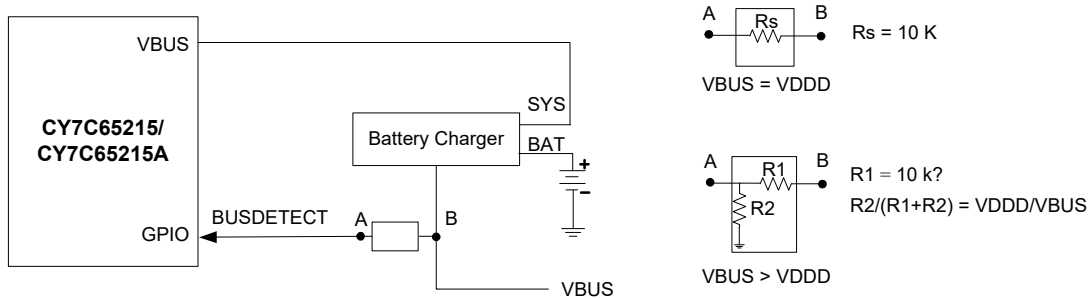 VBUS
CY7C65215/
CY7C65215A
SYS
Battery Charger
BAT
+
-
BUSDETECT
A
B
GPIO
VBUS
A
Rs
B
Rs = 10 K
VBUS = VDDD
A
R1
B
R1 = 10 k?
R2
R2/(R1+R2) = VDDD/VBUS
VBUS > VDDD